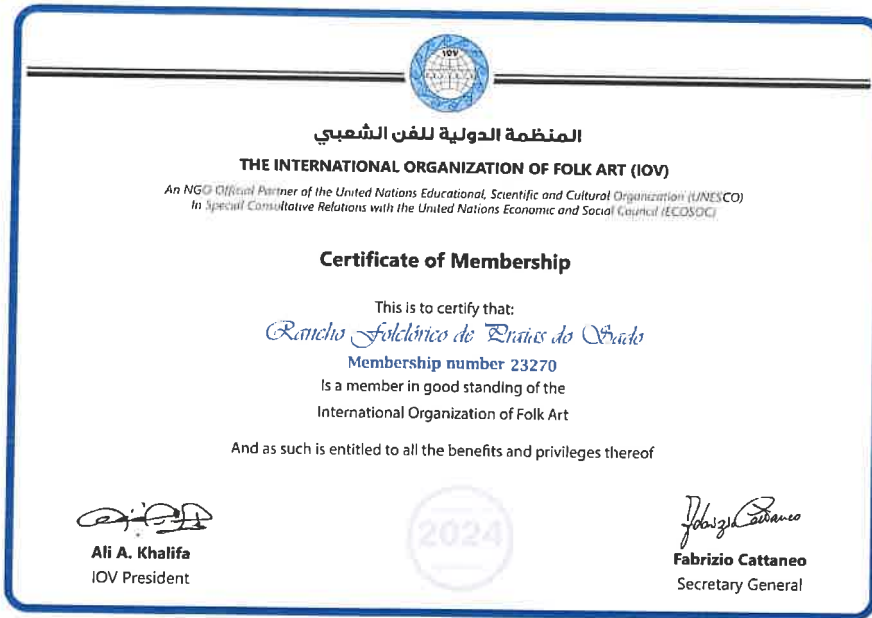 IOV
المنظمة الدولية للفن الشعبي
THE INTERNATIONAL ORGANIZATION OF FOLK ART (IOV)
An NGO Official Partner of the United Nations Educational, Scientific and Cultural Organization (UNESCO)
In Special Consultative Relations with the United Nations Economic and Social Council (ECOSOC)
Certificate of Membership
This is to certify that:
Rancho Folclórico de Praias do Sado
Membership number 23270
Is a member in good standing of the
International Organization of Folk Art
And as such is entitled to all the benefits and privileges thereof
2024
Ali A. Khalifa
IOV President
Fabrizio Cattaneo
Fabrizio Cattaneo
Secretary General